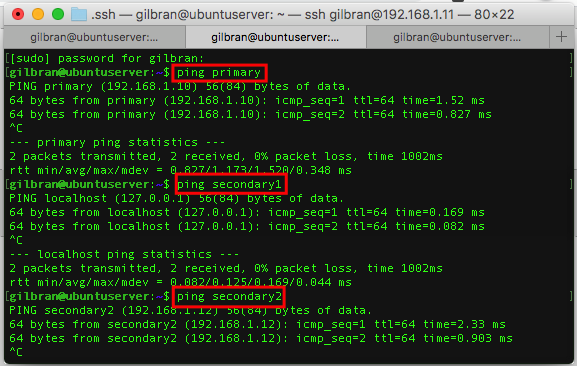 .ssh — gilbran@ubuntuserver: ~ — ssh gilbran@192.168.1.11 — 80×22
gilbran@ubuntuserver:~... gilbran@ubuntuserver:~... gilbran@ubuntuserver:~... +
[[sudo] password for gilbran: ]
[gilbran@ubuntuserver:~$ ping primary ]
PING primary (192.168.1.10) 56(84) bytes of data.
64 bytes from primary (192.168.1.10): icmp_seq=1 ttl=64 time=1.52 ms
64 bytes from primary (192.168.1.10): icmp_seq=2 ttl=64 time=0.827 ms
^C
--- primary ping statistics ---
2 packets transmitted, 2 received, 0% packet loss, time 1002ms
rtt min/avg/max/mdev = 0.827/1.173/1.520/0.348 ms
[gilbran@ubuntuserver:~$ ping secondary1 ]
PING localhost (127.0.0.1) 56(84) bytes of data.
64 bytes from localhost (127.0.0.1): icmp_seq=1 ttl=64 time=0.169 ms
64 bytes from localhost (127.0.0.1): icmp_seq=2 ttl=64 time=0.082 ms
^C
--- localhost ping statistics ---
2 packets transmitted, 2 received, 0% packet loss, time 1002ms
rtt min/avg/max/mdev = 0.082/0.125/0.169/0.044 ms
[gilbran@ubuntuserver:~$ ping secondary2 ]
PING secondary2 (192.168.1.12) 56(84) bytes of data.
64 bytes from secondary2 (192.168.1.12): icmp_seq=1 ttl=64 time=2.33 ms
64 bytes from secondary2 (192.168.1.12): icmp_seq=2 ttl=64 time=0.903 ms
^C